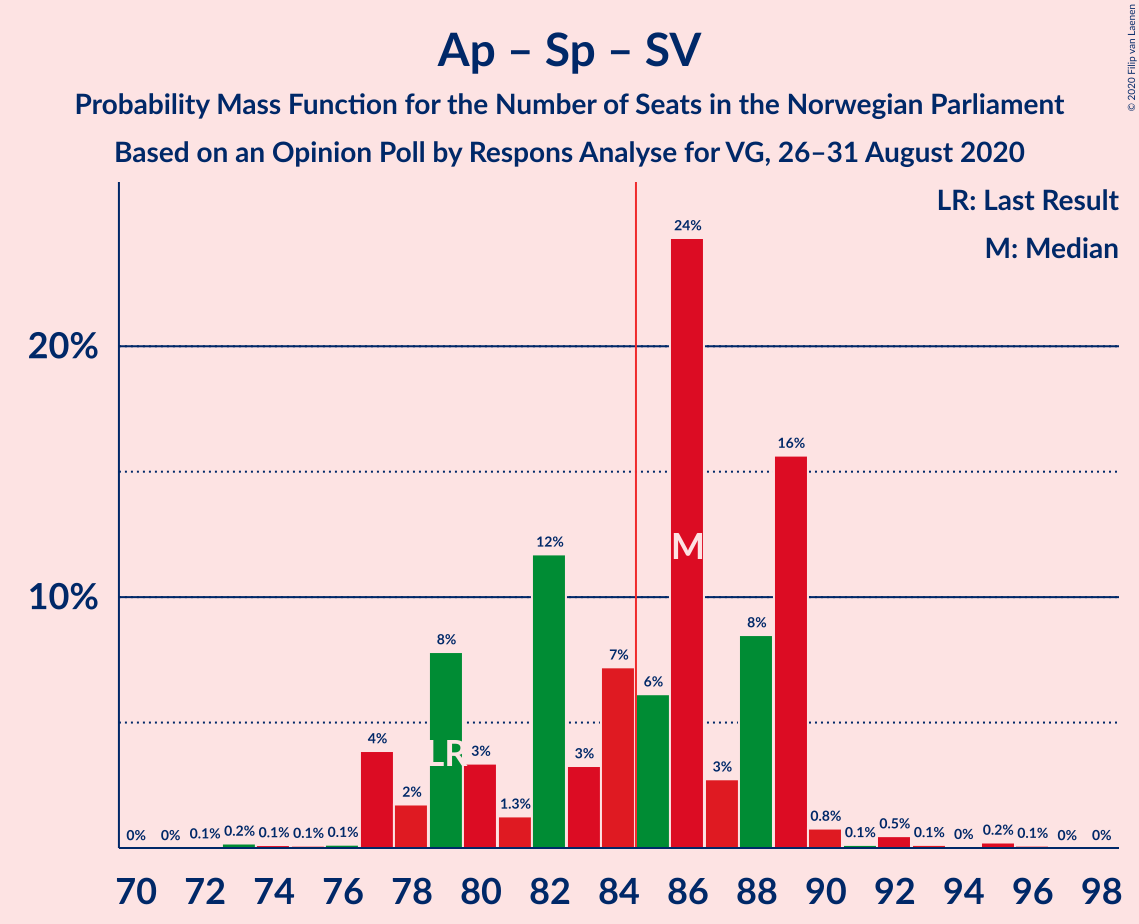 Ap – Sp – SV
Probability Mass Function for the Number of Seats in the Norwegian Parliament
Based on an Opinion Poll by Respons Analyse for VG, 26–31 August 2020
© 2020 Filip van Laenen
LR: Last Result
M: Median
20%
10%
0% 0% 0.1% 0.2% 0.1% 0.1% 0.1% 4% 2% 8% 3% 1.3% 12% 3% 7% 6% 24% 3% 8% 16% 0.8% 0.1% 0.5% 0.1% 0% 0.2% 0.1% 0% 0%
LR
M
70 72 74 76 78 80 82 84 86 88 90 92 94 96 98